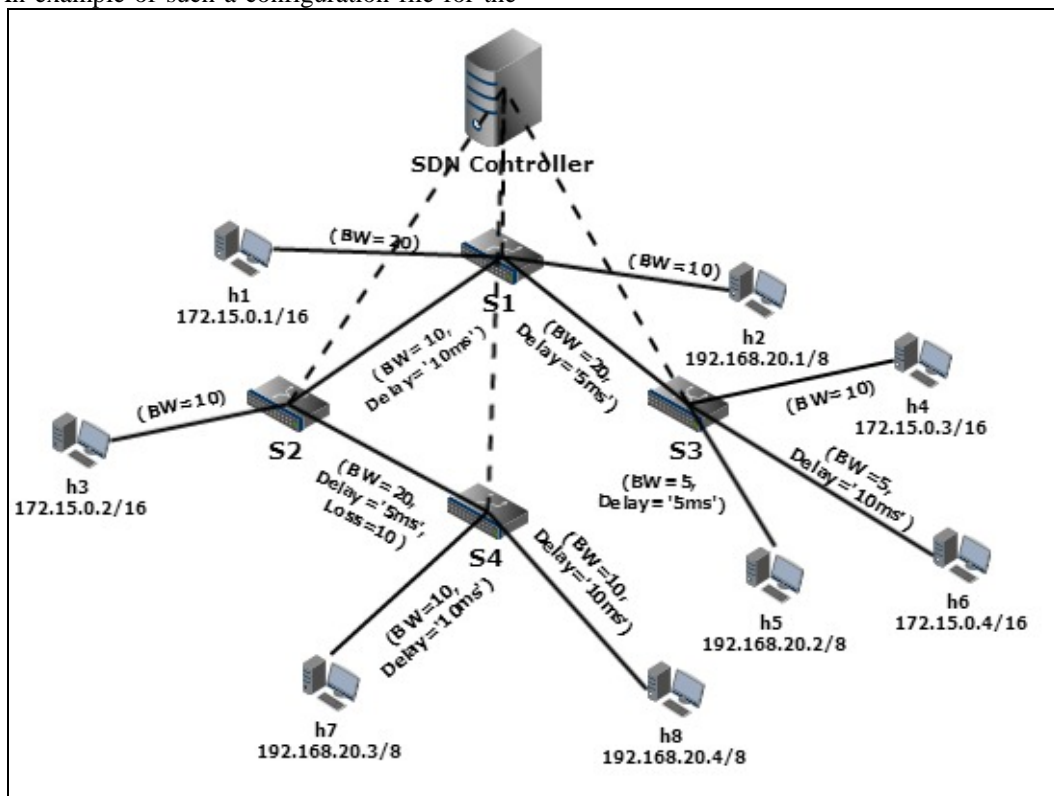 In example of such a configuration file for the
SDN Controller
(BW=20)
h1
172.15.0.1/16
S1
(BW=10)
h2
192.168.20.1/8
(BW=10,
Delay='10ms')
(BW=20,
Delay='5ms')
(BW=10)
h3
172.15.0.2/16
S2
S3
(BW=10)
h4
172.15.0.3/16
(BW=20,
Delay='5ms',
Loss=10)
S4
(BW=5,
Delay='5ms')
(BW=5,
Delay='10ms')
h5
192.168.20.2/8
h6
172.15.0.4/16
(BW=10,
Delay='10ms')
(BW=10,
Delay='10ms')
h7
192.168.20.3/8
h8
192.168.20.4/8